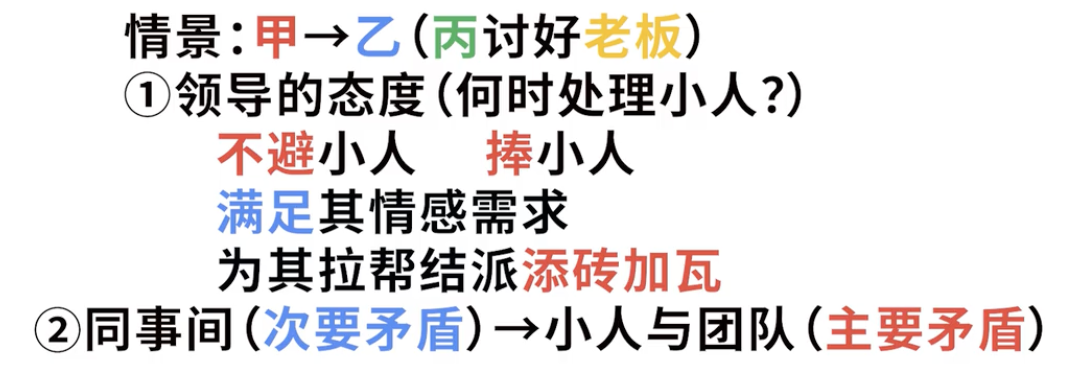 情景：甲→乙（丙讨好老板）
①领导的态度（何时处理小人？）
不避小人 捧小人
满足其情感需求
为其拉帮结派添砖加瓦
②同事间（次要矛盾）→小人与团队（主要矛盾）